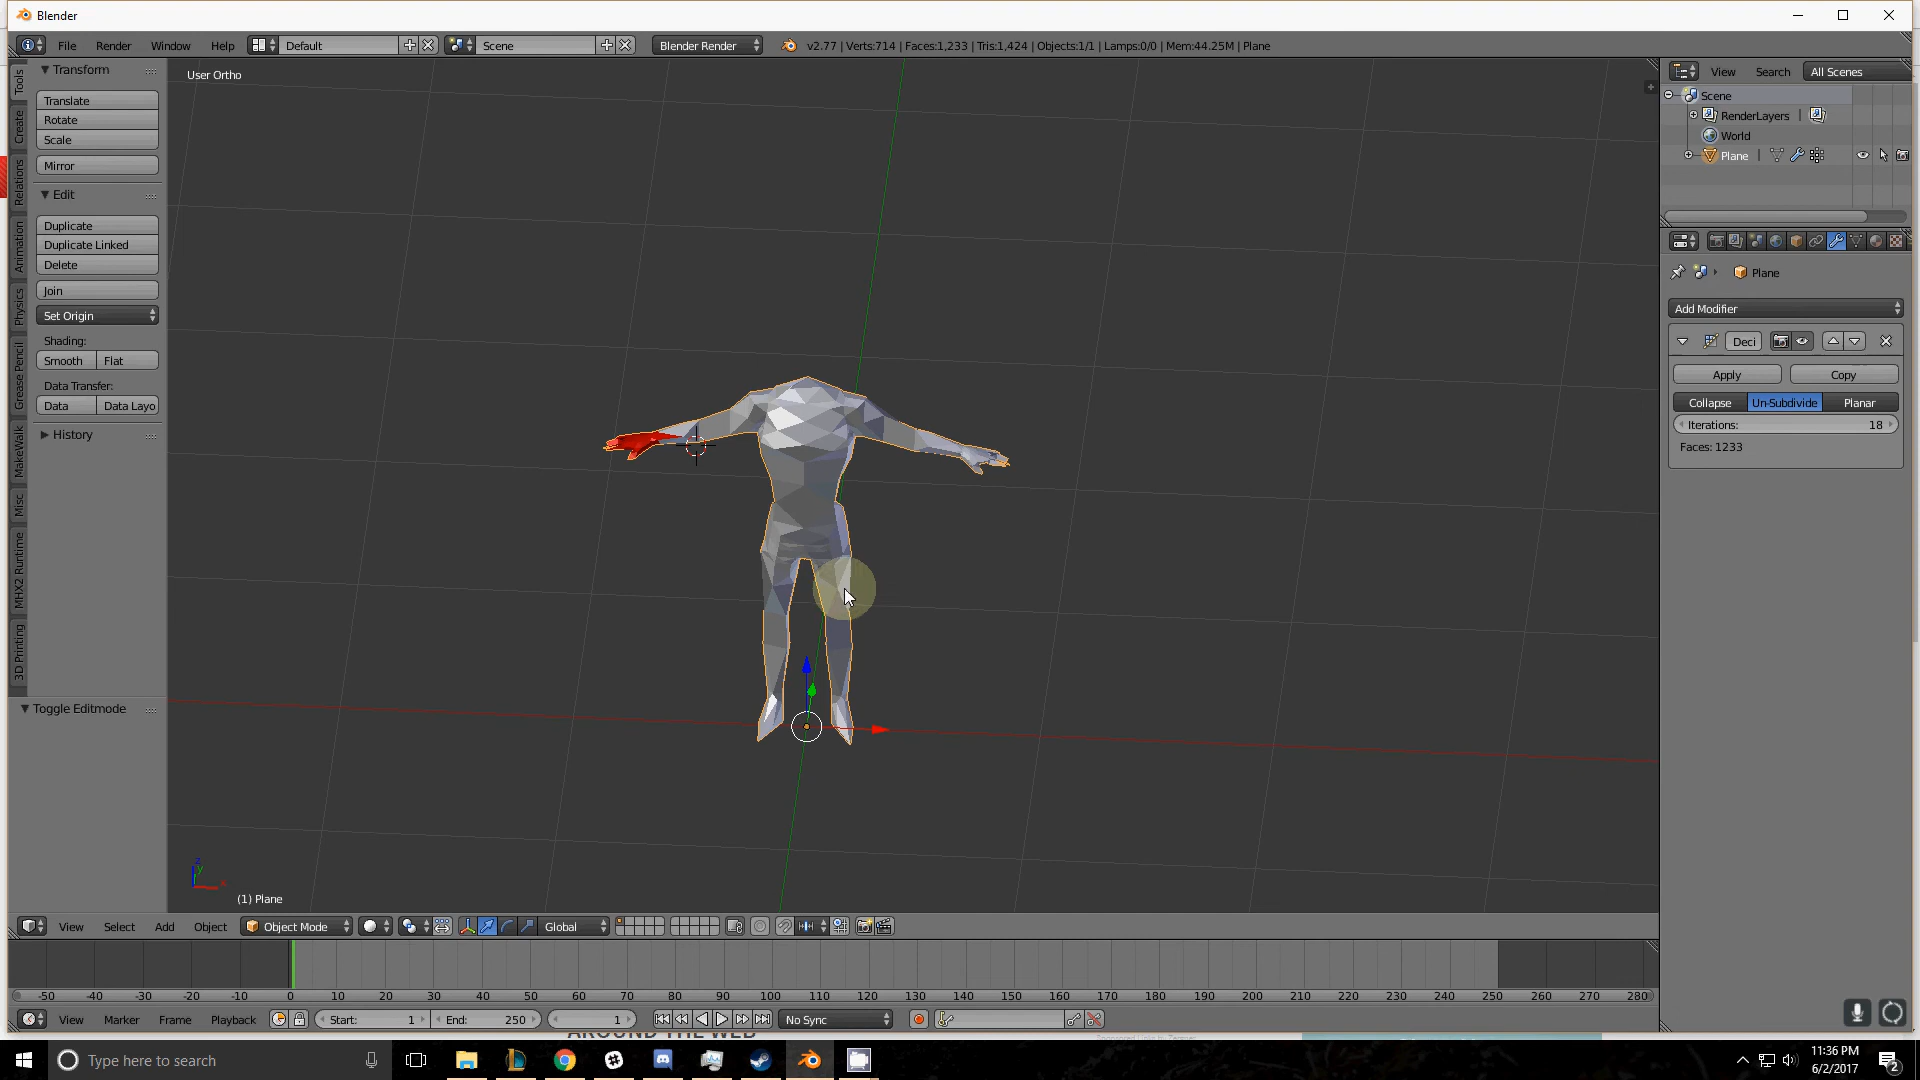 Blender
File Render Window Help Default Scene Blender Render v2.77 | Verts:714 | Faces:1,233 | Tris:1,424 | Objects:1/1 | Lamps:0/0 | Mem:44.25M | Plane
Tools
Create
Relations
Animation
Physics
Grease Pencil
MakeWalk
Misc
MHX2 Runtime
3D Printing
Transform
Translate
Rotate
Scale
Mirror
Edit
Duplicate
Duplicate Linked
Delete
Join
Set Origin
Shading:
Smooth Flat
Data Transfer:
Data Data Layo
History
Toggle Editmode
User Ortho
z
y
x
(1) Plane
View Search All Scenes
Scene
RenderLayers |
World
Plane |
Plane
Add Modifier
Deci
Apply Copy
Collapse Un-Subdivide Planar
Iterations: 18
Faces: 1233
View Select Add Object Object Mode Global
-50 -40 -30 -20 -10 0 10 20 30 40 50 60 70 80 90 100 110 120 130 140 150 160 170 180 190 200 210 220 230 240 250 260 270 280
View Marker Frame Playback Start: 1 End: 250 1 No Sync
AROUND THE WEB
Type here to search
11:36 PM
6/2/2017
2